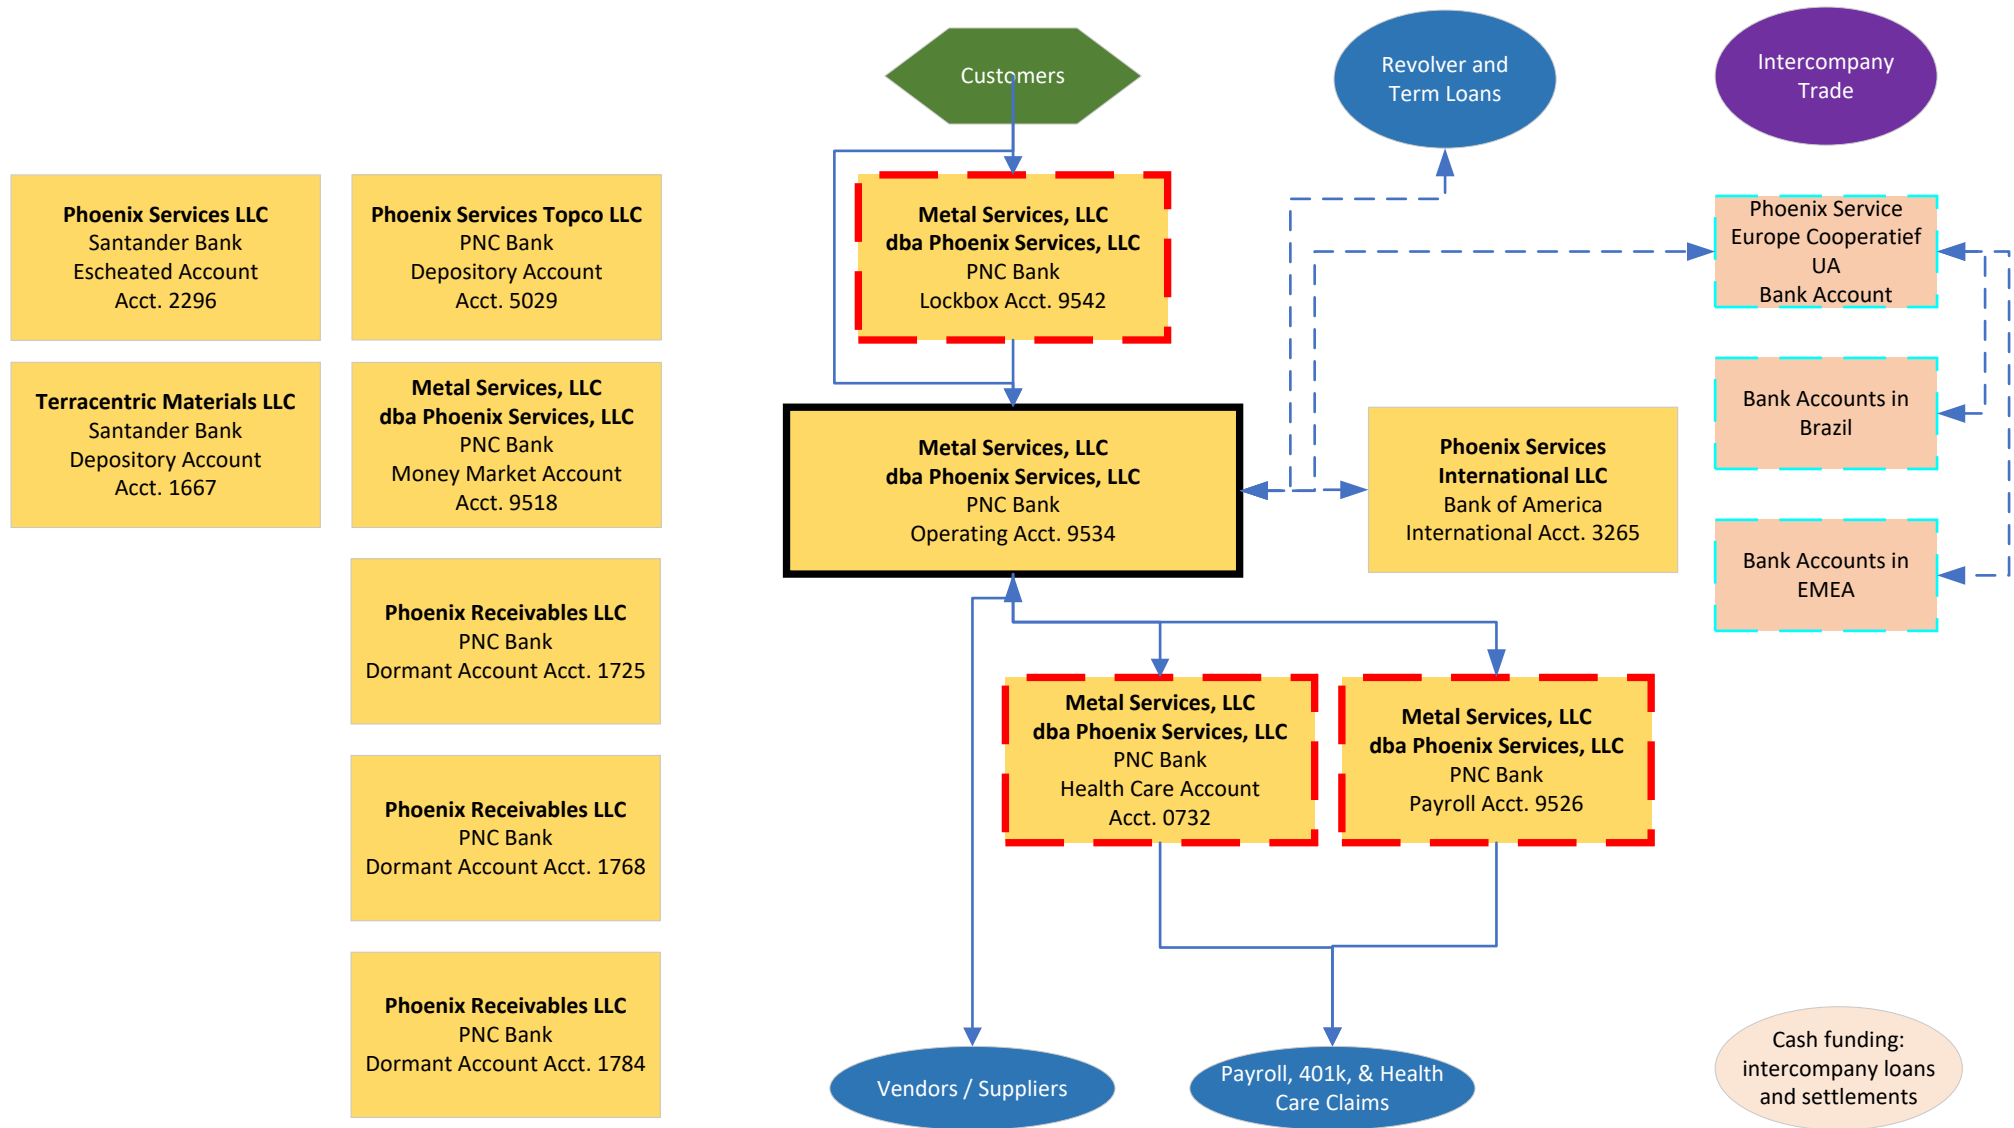 Customers
Revolver and
Term Loans
Intercompany
Trade
Phoenix Services LLC
Santander Bank
Escheated Account
Acct. 2296
Phoenix Services Topco LLC
PNC Bank
Depository Account
Acct. 5029
Metal Services, LLC
dba Phoenix Services, LLC
PNC Bank
Lockbox Acct. 9542
Phoenix Service
Europe Cooperatief
UA
Bank Account
Terracentric Materials LLC
Santander Bank
Depository Account
Acct. 1667
Metal Services, LLC
dba Phoenix Services, LLC
PNC Bank
Money Market Account
Acct. 9518
Metal Services, LLC
dba Phoenix Services, LLC
PNC Bank
Operating Acct. 9534
Phoenix Services
International LLC
Bank of America
International Acct. 3265
Bank Accounts in
Brazil
Bank Accounts in
EMEA
Phoenix Receivables LLC
PNC Bank
Dormant Account Acct. 1725
Metal Services, LLC
dba Phoenix Services, LLC
PNC Bank
Health Care Account
Acct. 0732
Metal Services, LLC
dba Phoenix Services, LLC
PNC Bank
Payroll Acct. 9526
Phoenix Receivables LLC
PNC Bank
Dormant Account Acct. 1768
Phoenix Receivables LLC
PNC Bank
Dormant Account Acct. 1784
Vendors / Suppliers
Payroll, 401k, & Health
Care Claims
Cash funding:
intercompany loans
and settlements